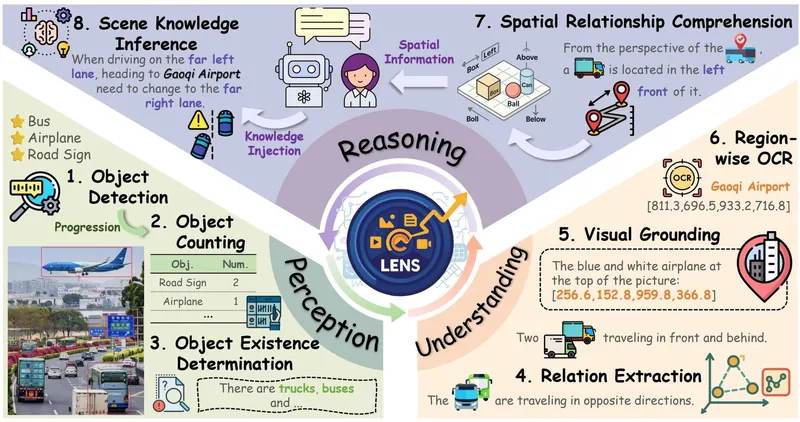 8. Scene Knowledge
Inference
When driving on the far left
lane, heading to Gaoqi Airport
need to change to the far
right lane.
Knowledge
Injection
Spatial
Information
7. Spatial Relationship Comprehension
From the perspective of the ,
a is located in the left
front of it.
Left
Box
Above
Box
Can
Ball
Boll
Below
Reasoning
Bus
Airplane
Road Sign
1. Object
Detection
Progression
2. Object
Counting
Obj. Num.
Road Sign 2
Airplane 1
...
3. Object Existence
Determination
There are trucks, buses
and ...
Perception
LENS
Understanding
6. Region-
wise OCR
OCR
Gaoqi Airport
[811.3,696.5,933.2,716.8]
5. Visual Grounding
The blue and white airplane at
the top of the picture:
[256.6,152.8,959.8,366.8]
Two traveling in front and behind.
4. Relation Extraction
The are traveling in opposite directions.